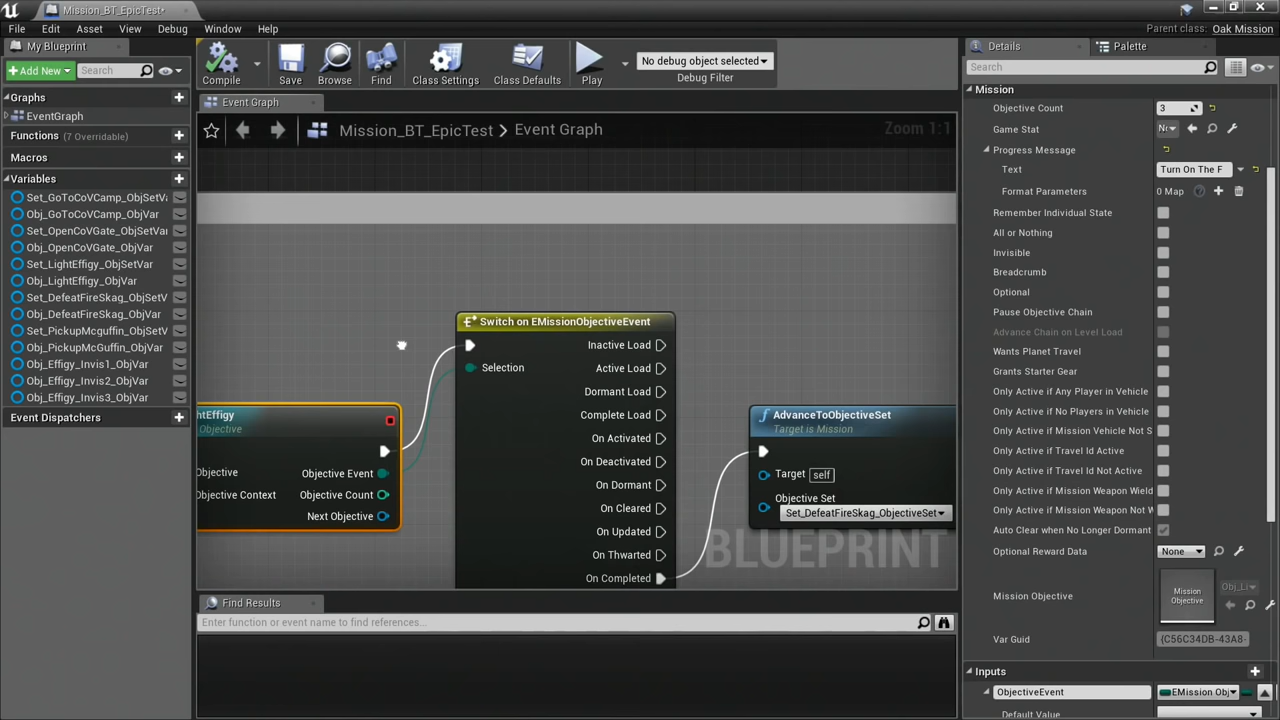 Mission_BT_EpicTest*
Parent class: Oak Mission
File Edit Asset View Debug Window Help
My Blueprint
+Add New
Search
Graphs
EventGraph
Functions (7 Overridable)
Macros
Variables
Set_GoToCoVCamp_ObjSetVa
Obj_GoToCoVCamp_ObjVar
Set_OpenCoVGate_ObjSetVar
Obj_OpenCoVGate_ObjVar
Set_LightEffigy_ObjSetVar
Obj_LightEffigy_ObjVar
Set_DefeatFireSkag_ObjSetV
Obj_DefeatFireSkag_ObjVar
Set_PickupMcguffin_ObjSetV
Obj_PickupMcGuffin_ObjVar
Obj_Effigy_Invis1_ObjVar
Obj_Effigy_Invis2_ObjVar
Obj_Effigy_Invis3_ObjVar
Event Dispatchers
Compile
Save
Browse
Find
Class Settings
Class Defaults
Play
No debug object selected
Debug Filter
Event Graph
Mission_BT_EpicTest > Event Graph
Zoom 1:1
htEffigy
Objective
Objective
Objective Context
Objective Event
Objective Count
Next Objective
Switch on EMissionObjectiveEvent
Selection
Inactive Load
Active Load
Dormant Load
Complete Load
On Activated
On Deactivated
On Dormant
On Cleared
On Updated
On Thwarted
On Completed
AdvanceToObjectiveSet
Target is Mission
Target self
Objective Set
Set_DefeatFireSkag_ObjectiveSet
BLUEPRINT
Find Results
Enter function or event name to find references...
Details
Palette
Search
Mission
Objective Count 3
Game Stat
Progress Message
Text Turn On The F
Format Parameters 0 Map
Remember Individual State
All or Nothing
Invisible
Breadcrumb
Optional
Pause Objective Chain
Advance Chain on Level Load
Wants Planet Travel
Grants Starter Gear
Only Active if Any Player in Vehicle
Only Active if No Players in Vehicle
Only Active if Mission Vehicle Not S
Only Active if Travel Id Active
Only Active if Travel Id Not Active
Only Active if Mission Weapon Wield
Only Active if Mission Weapon Not W
Auto Clear when No Longer Dormant
Optional Reward Data None
Mission Objective
Mission
Objective
Obj_Li
Var Guid {C56C34DB-43A8-
Inputs
ObjectiveEvent EMission Obj
Default Value